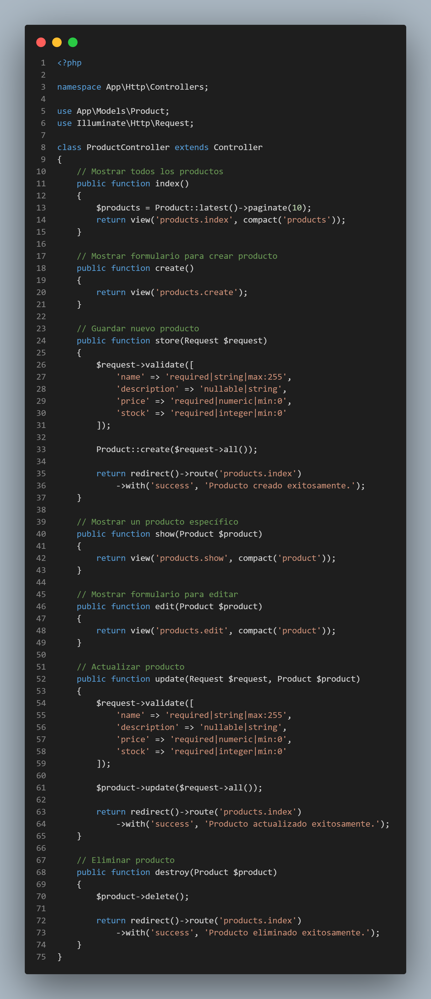 1 <?php
2
3 namespace App\Http\Controllers;
4
5 use App\Models\Product;
6 use Illuminate\Http\Request;
7
8 class ProductController extends Controller
9 {
10     // Mostrar todos los productos
11     public function index()
12     {
13         $products = Product::latest()->paginate(10);
14         return view('products.index', compact('products'));
15     }
16
17     // Mostrar formulario para crear producto
18     public function create()
19     {
20         return view('products.create');
21     }
22
23     // Guardar nuevo producto
24     public function store(Request $request)
25     {
26         $request->validate([
27             'name' => 'required|string|max:255',
28             'description' => 'nullable|string',
29             'price' => 'required|numeric|min:0',
30             'stock' => 'required|integer|min:0'
31         ]);
32
33         Product::create($request->all());
34
35         return redirect()->route('products.index')
36             ->with('success', 'Producto creado exitosamente.');
37     }
38
39     // Mostrar un producto específico
40     public function show(Product $product)
41     {
42         return view('products.show', compact('product'));
43     }
44
45     // Mostrar formulario para editar
46     public function edit(Product $product)
47     {
48         return view('products.edit', compact('product'));
49     }
50
51     // Actualizar producto
52     public function update(Request $request, Product $product)
53     {
54         $request->validate([
55             'name' => 'required|string|max:255',
56             'description' => 'nullable|string',
57             'price' => 'required|numeric|min:0',
58             'stock' => 'required|integer|min:0'
59         ]);
60
61         $product->update($request->all());
62
63         return redirect()->route('products.index')
64             ->with('success', 'Producto actualizado exitosamente.');
65     }
66
67     // Eliminar producto
68     public function destroy(Product $product)
69     {
70         $product->delete();
71
72         return redirect()->route('products.index')
73             ->with('success', 'Producto eliminado exitosamente.');
74     }
75 }